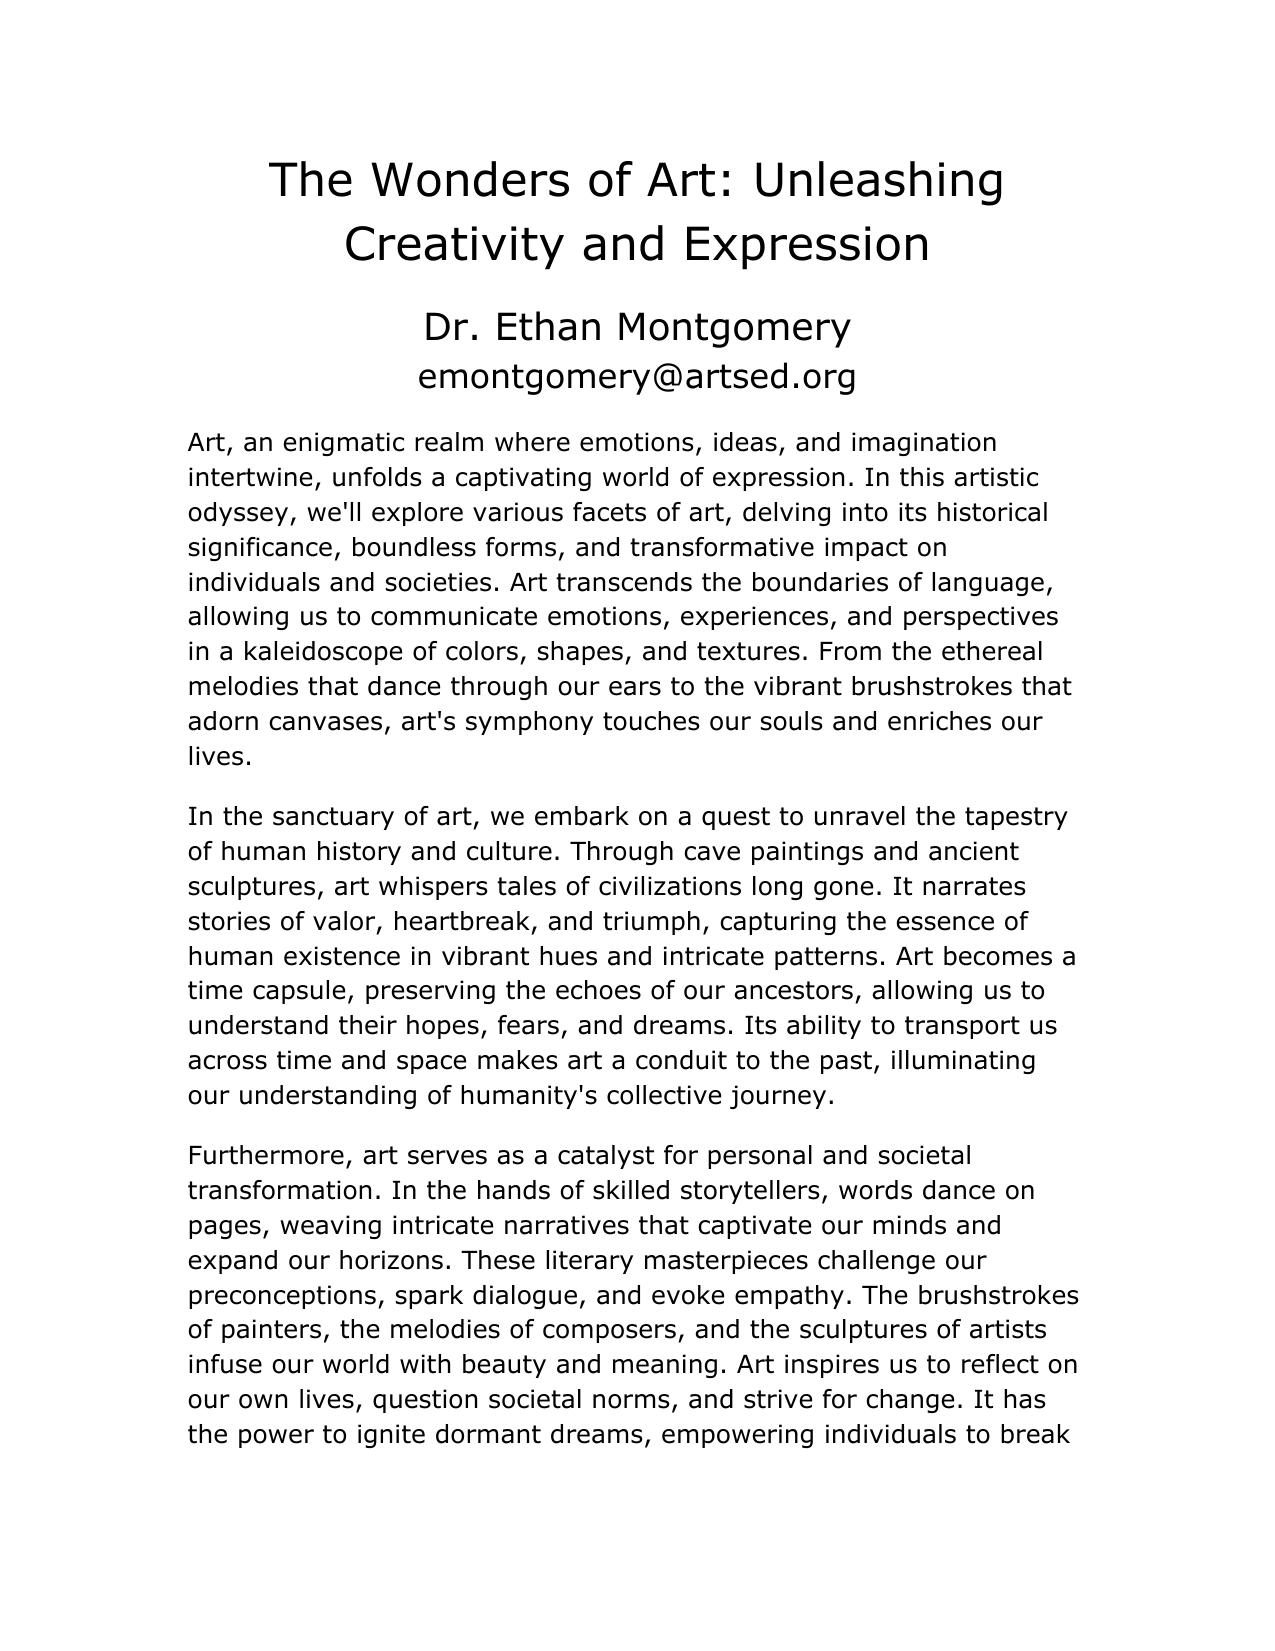 The Wonders of Art: Unleashing
Creativity and Expression
Dr. Ethan Montgomery
emontgomery@artsed.org
Art, an enigmatic realm where emotions, ideas, and imagination
intertwine, unfolds a captivating world of expression. In this artistic
odyssey, we'll explore various facets of art, delving into its historical
significance, boundless forms, and transformative impact on
individuals and societies. Art transcends the boundaries of language,
allowing us to communicate emotions, experiences, and perspectives
in a kaleidoscope of colors, shapes, and textures. From the ethereal
melodies that dance through our ears to the vibrant brushstrokes that
adorn canvases, art's symphony touches our souls and enriches our
lives.
In the sanctuary of art, we embark on a quest to unravel the tapestry
of human history and culture. Through cave paintings and ancient
sculptures, art whispers tales of civilizations long gone. It narrates
stories of valor, heartbreak, and triumph, capturing the essence of
human existence in vibrant hues and intricate patterns. Art becomes a
time capsule, preserving the echoes of our ancestors, allowing us to
understand their hopes, fears, and dreams. Its ability to transport us
across time and space makes art a conduit to the past, illuminating
our understanding of humanity's collective journey.
Furthermore, art serves as a catalyst for personal and societal
transformation. In the hands of skilled storytellers, words dance on
pages, weaving intricate narratives that captivate our minds and
expand our horizons. These literary masterpieces challenge our
preconceptions, spark dialogue, and evoke empathy. The brushstrokes
of painters, the melodies of composers, and the sculptures of artists
infuse our world with beauty and meaning. Art inspires us to reflect on
our own lives, question societal norms, and strive for change. It has
the power to ignite dormant dreams, empowering individuals to break